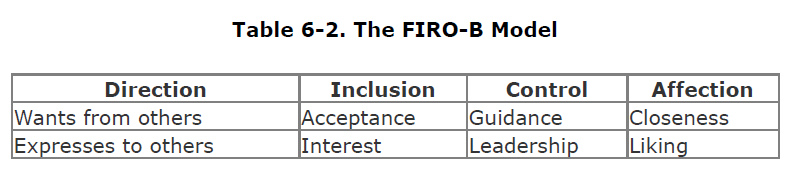 Table 6-2. The FIRO-B Model
Direction Inclusion Control Affection
Wants from others Acceptance Guidance Closeness
Expresses to others Interest Leadership Liking